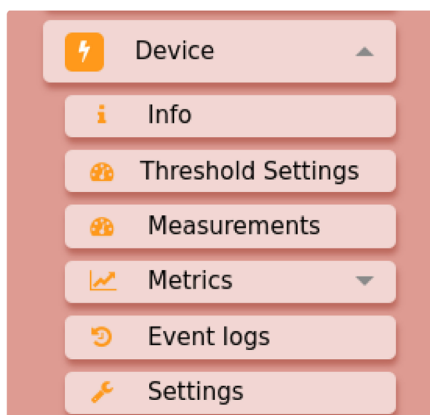 Device
Info
Threshold Settings
Measurements
Metrics
Event logs
Settings